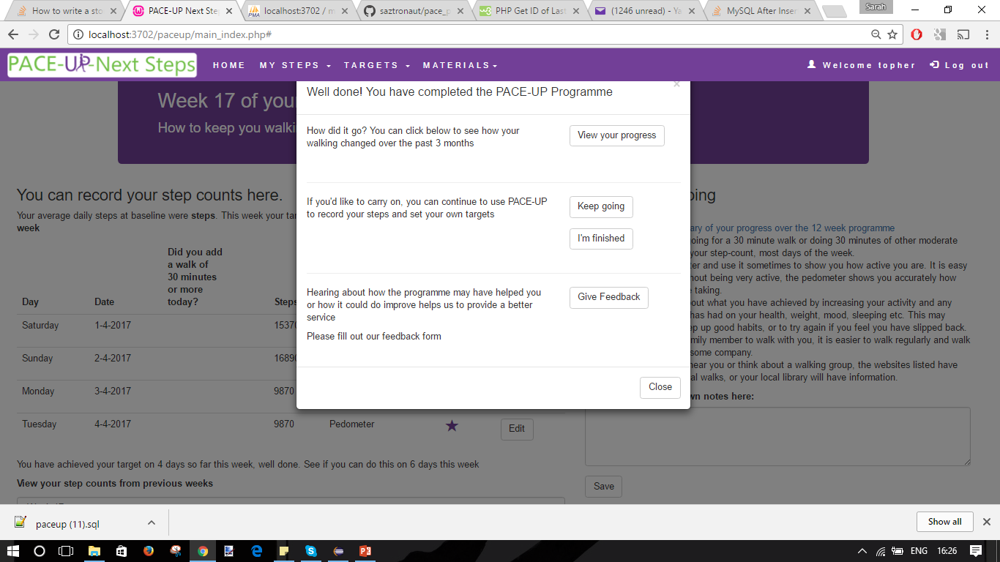 How to write a sto
PACE-UP Next Step
localhost:3702 / m
saztronaut/pace_p
PHP Get ID of Last
(1246 unread) - Ya
MySQL After Inser
Sarah
localhost:3702/paceup/main_index.php#
PACE-UP-Next Steps
HOME
MY STEPS
TARGETS
MATERIALS
Welcome topher
Log out
Week 17 of you
How to keep you walki
Well done! You have completed the PACE-UP Programme
×
How did it go? You can click below to see how your
walking changed over the past 3 months
View your progress
If you'd like to carry on, you can continue to use PACE-UP
to record your steps and set your own targets
Keep going
I'm finished
Hearing about how the programme may have helped you
or how it could do improve helps us to provide a better
service
Please fill out our feedback form
Give Feedback
Close
You can record your step counts here.
Your average daily steps at baseline were steps. This week your tar
week
Did you add
a walk of
30 minutes
or more
today?
Day
Date
Steps
Saturday 1-4-2017 15370
Sunday 2-4-2017 16890
Monday 3-4-2017 9870
Tuesday 4-4-2017 9870 Pedometer Edit
You have achieved your target on 4 days so far this week, well done. See if you can do this on 6 days this week
View your step counts from previous weeks
ing
ary of your progress over the 12 week programme
oing for a 30 minute walk or doing 30 minutes of other moderate
your step-count, most days of the week.
ter and use it sometimes to show you how active you are. It is easy
hout being very active, the pedometer shows you accurately how
e taking.
out what you have achieved by increasing your activity and any
has had on your health, weight, mood, sleeping etc. This may
ep up good habits, or to try again if you feel you have slipped back.
mily member to walk with you, it is easier to walk regularly and walk
some company.
near you or think about a walking group, the websites listed have
al walks, or your local library will have information.
wn notes here:
Save
paceup (11).sql
Show all
ENG
16:26